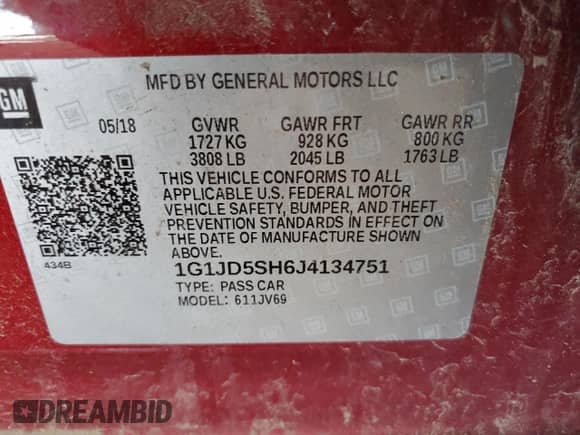 GM
MFD BY GENERAL MOTORS LLC
05/18 GVWR GAWR FRT GAWR RR
1727 KG 928 KG 800 KG
3808 LB 2045 LB 1763 LB
THIS VEHICLE CONFORMS TO ALL
APPLICABLE U.S. FEDERAL MOTOR
VEHICLE SAFETY, BUMPER, AND THEFT
PREVENTION STANDARDS IN EFFECT ON
THE DATE OF MANUFACTURE SHOWN
ABOVE.
434B
1G1JD5SH6J4134751
TYPE: PASS CAR
MODEL: 611JV69
DREAMBID